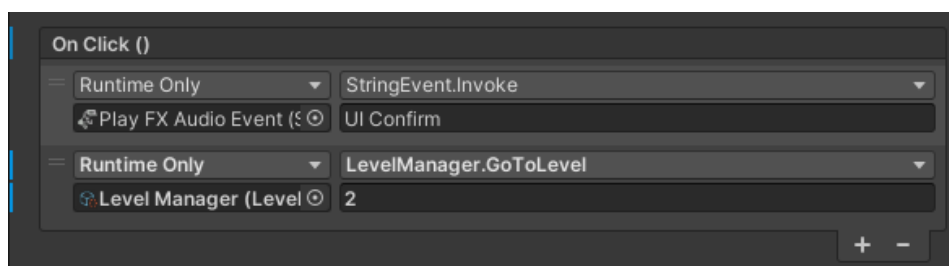 On Click ()
Runtime Only StringEvent.Invoke
Play FX Audio Event (S UI Confirm
Runtime Only LevelManager.GoToLevel
Level Manager (Level 2
+ -